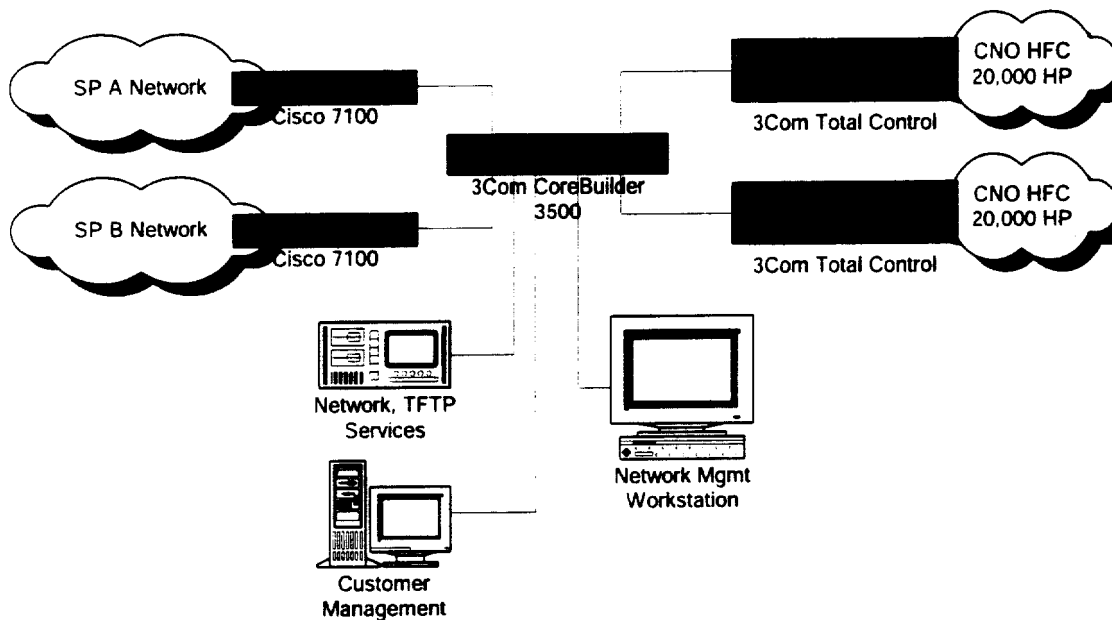 SP A Network
Cisco 7100
CNO HFC
20,000 HP
3Com Total Control
3Com CoreBuilder
3500
SP B Network
Cisco 7100
CNO HFC
20,000 HP
3Com Total Control
Network, TFTP
Services
Network Mgmt
Workstation
Customer
Management